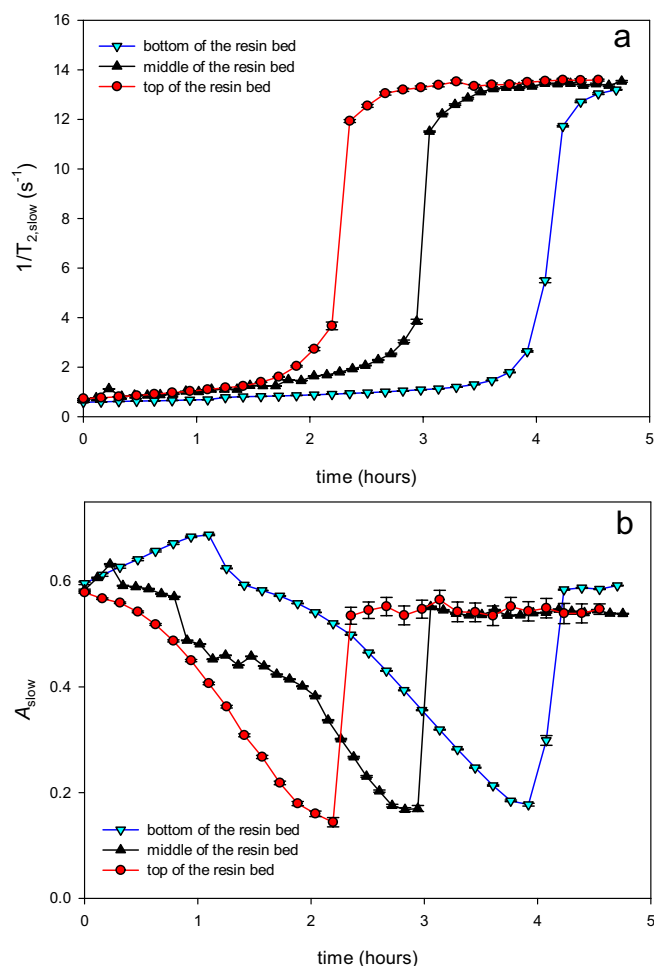 a
bottom of the resin bed
middle of the resin bed
top of the resin bed
16
14
12
10
8
6
4
2
0
1/T2,slow (s-1)
0 1 2 3 4 5
time (hours)
b
0.8
0.6
0.4
0.2
0.0
Aslow
bottom of the resin bed
middle of the resin bed
top of the resin bed
0 1 2 3 4 5
time (hours)